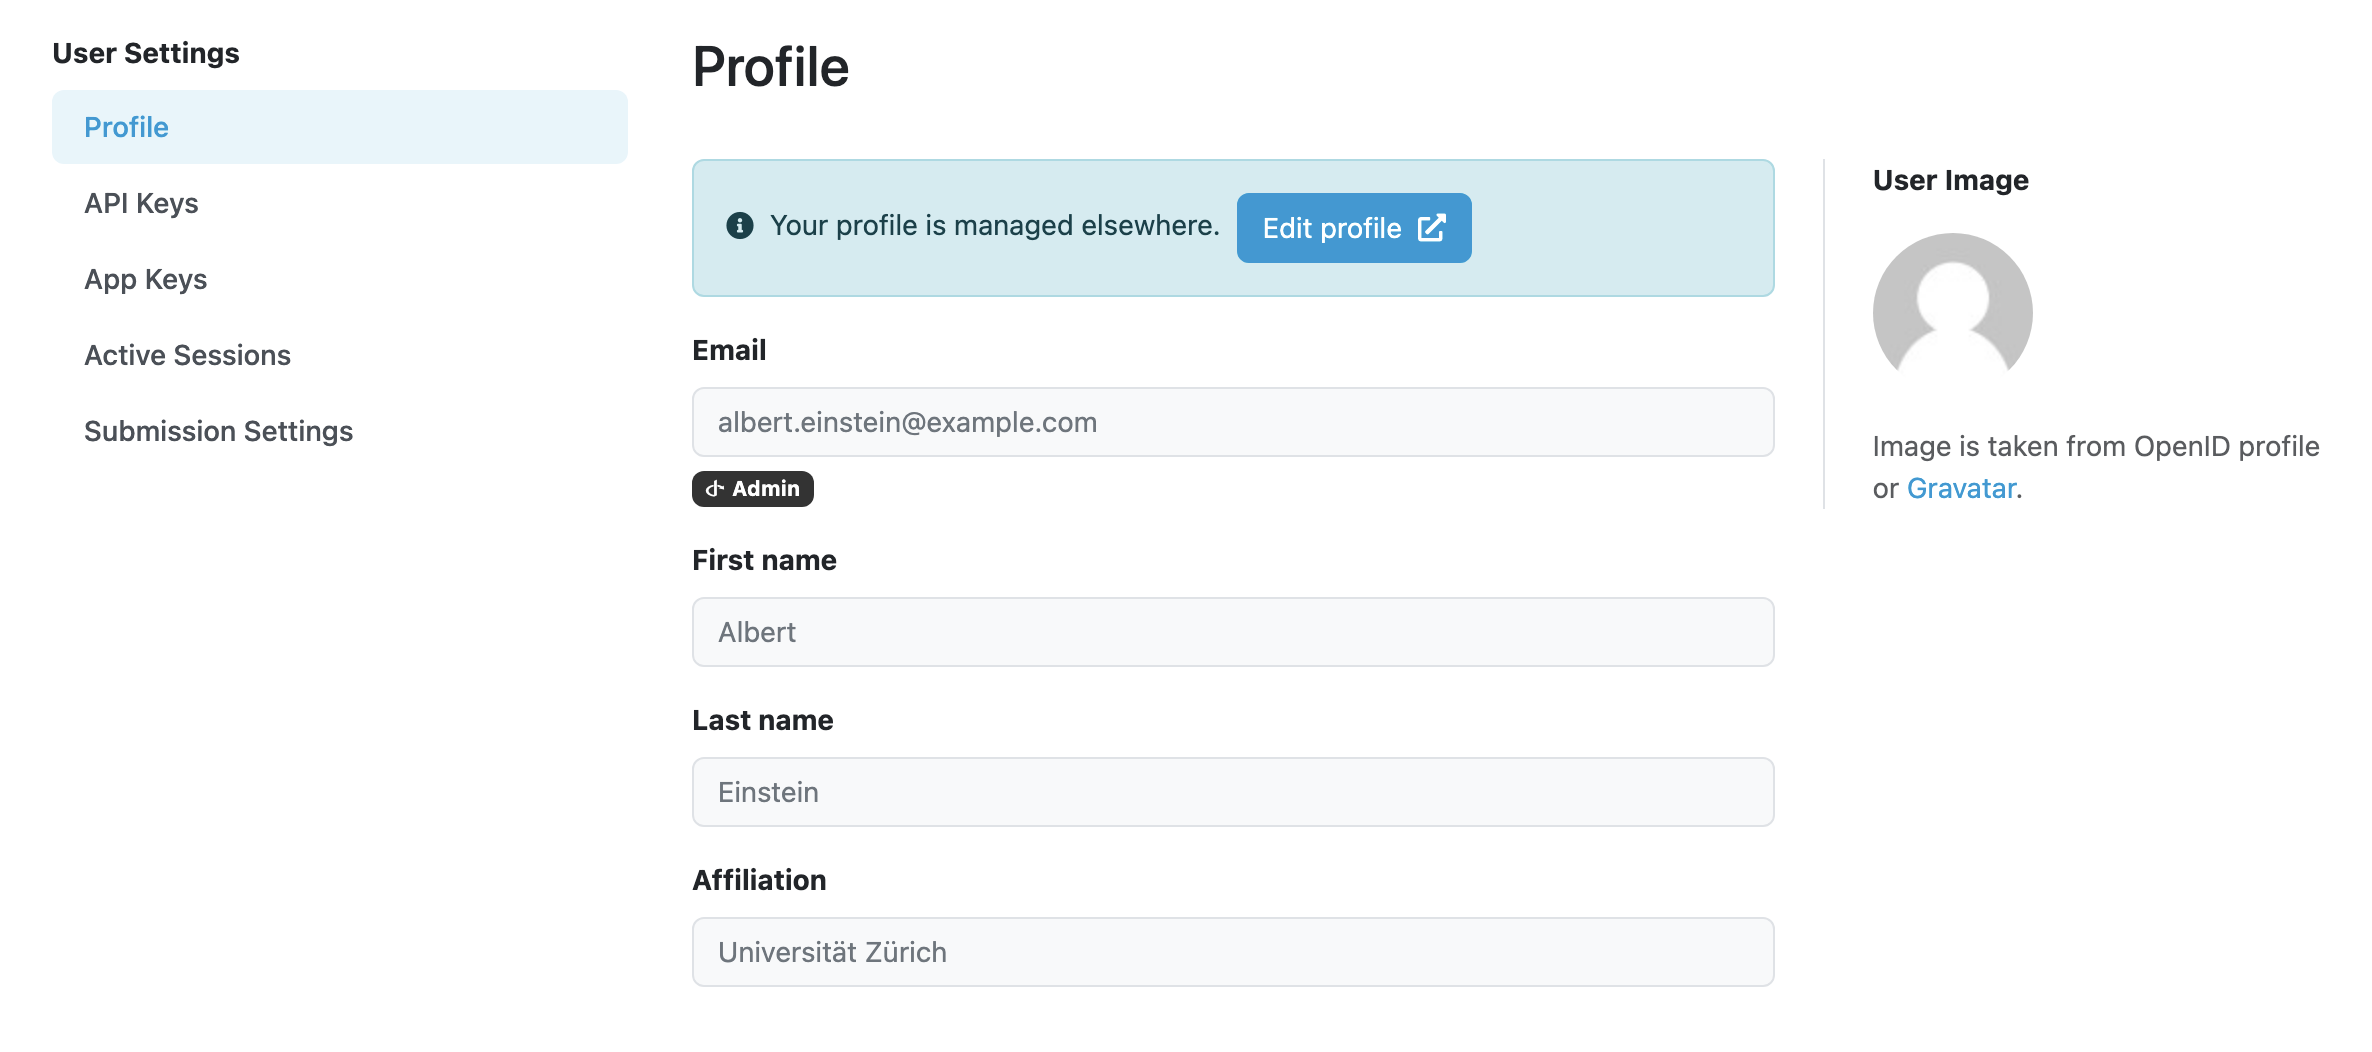 User Settings
Profile
API Keys
App Keys
Active Sessions
Submission Settings
Profile
Your profile is managed elsewhere.
Edit profile
Email
albert.einstein@example.com
Admin
First name
Albert
Last name
Einstein
Affiliation
Universität Zürich
User Image
Image is taken from OpenID profile
or Gravatar.